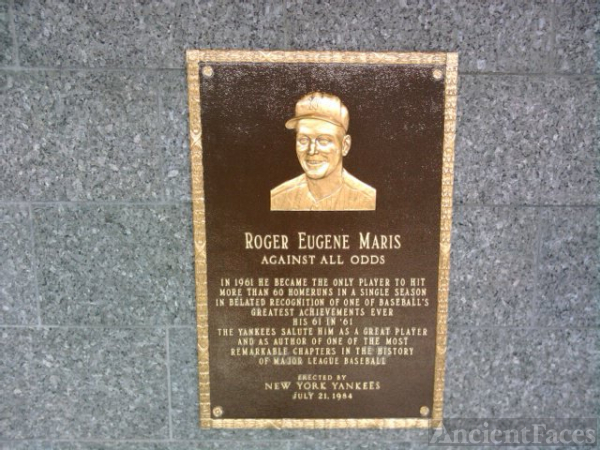 ROGER EUGENE MARIS
AGAINST ALL ODDS
IN 1961 HE BECAME THE ONLY PLAYER TO HIT
MORE THAN 60 HOMERUNS IN A SINGLE SEASON
IN BELATED RECOGNITION OF ONE OF BASEBALL'S
GREATEST ACHIEVEMENTS EVER
HIS 61 IN '61
THE YANKEES SALUTE HIM AS A GREAT PLAYER
AND AS AUTHOR OF ONE OF THE MOST
REMARKABLE CHAPTERS IN THE HISTORY
OF MAJOR LEAGUE BASEBALL
ERECTED BY
NEW YORK YANKEES
JULY 21, 1984
AncientFaces